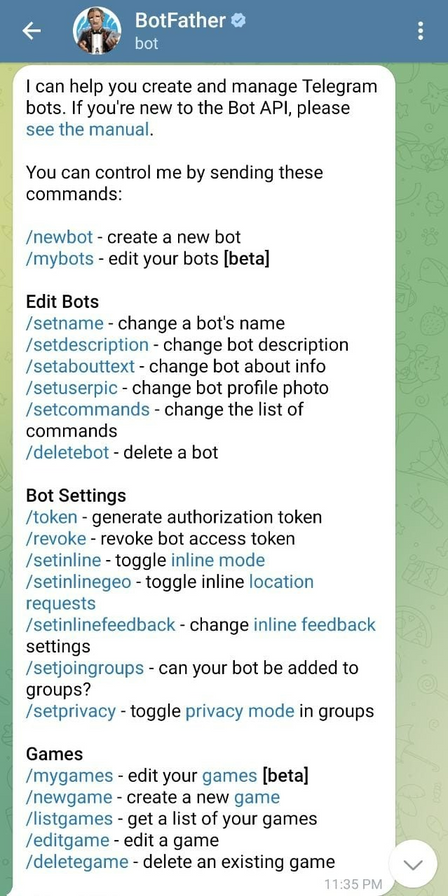 BotFather
bot
I can help you create and manage Telegram
bots. If you're new to the Bot API, please
see the manual.
You can control me by sending these
commands:
/newbot - create a new bot
/mybots - edit your bots [beta]
Edit Bots
/setname - change a bot's name
/setdescription - change bot description
/setabouttext - change bot about info
/setuserpic - change bot profile photo
/setcommands - change the list of
commands
/deletebot - delete a bot
Bot Settings
/token - generate authorization token
/revoke - revoke bot access token
/setinline - toggle inline mode
/setinlinegeo - toggle inline location
requests
/setinlinefeedback - change inline feedback
settings
/setjoingroups - can your bot be added to
groups?
/setprivacy - toggle privacy mode in groups
Games
/mygames - edit your games [beta]
/newgame - create a new game
/listgames - get a list of your games
/editgame - edit a game
/deletegame - delete an existing game
11:35 PM